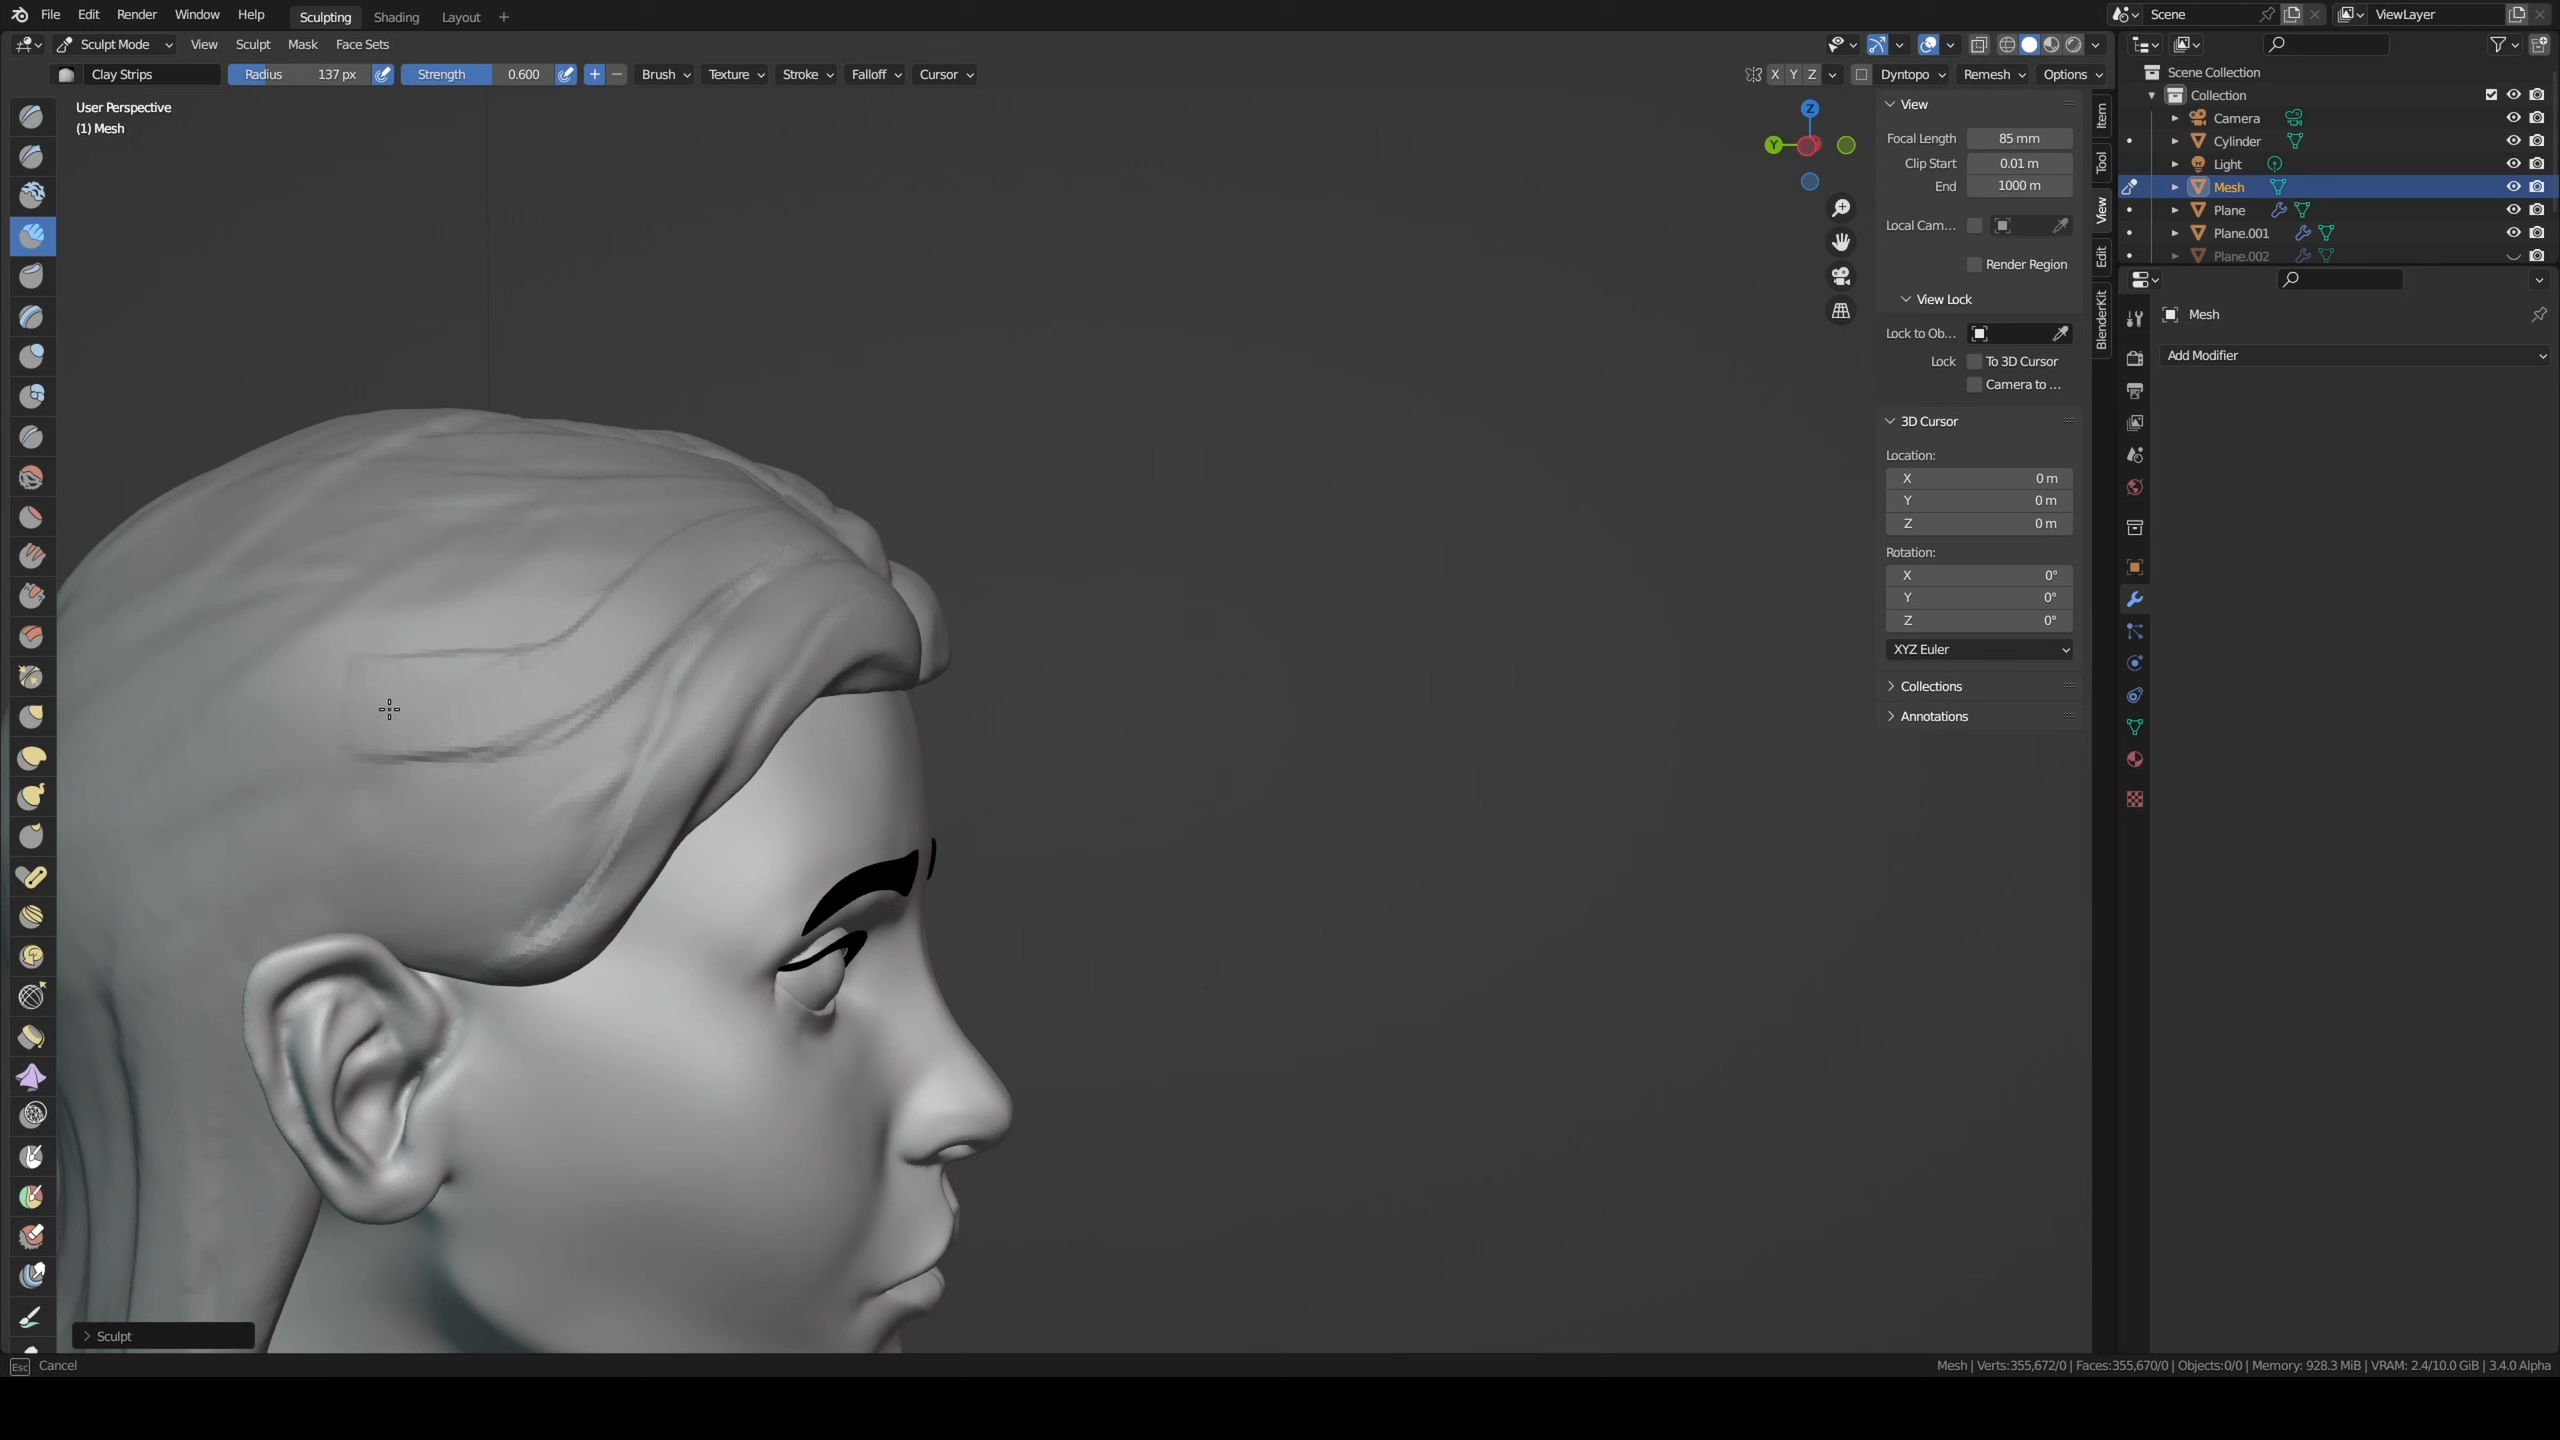 File Edit Render Window Help Sculpting Shading Layout + Scene ViewLayer
Sculpt Mode View Sculpt Mask Face Sets
Clay Strips Radius 137 px Strength 0.600 + − Brush Texture Stroke Falloff Cursor X Y Z Dyntopo Remesh Options
User Perspective
(1) Mesh
Z
Y
View
Focal Length 85 mm
Clip Start 0.01 m
End 1000 m
Local Cam...
Render Region
View Lock
Lock to Ob...
Lock To 3D Cursor
Camera to ...
3D Cursor
Location:
X 0 m
Y 0 m
Z 0 m
Rotation:
X 0°
Y 0°
Z 0°
XYZ Euler
Collections
Annotations
Item
Tool
View
Edit
BlenderKit
Scene Collection
Collection
Camera
Cylinder
Light
Mesh
Plane
Plane.001
Plane.002
Mesh
Add Modifier
Sculpt
Esc Cancel
Mesh | Verts:355,672/0 | Faces:355,670/0 | Objects:0/0 | Memory: 928.3 MiB | VRAM: 2.4/10.0 GiB | 3.4.0 Alpha